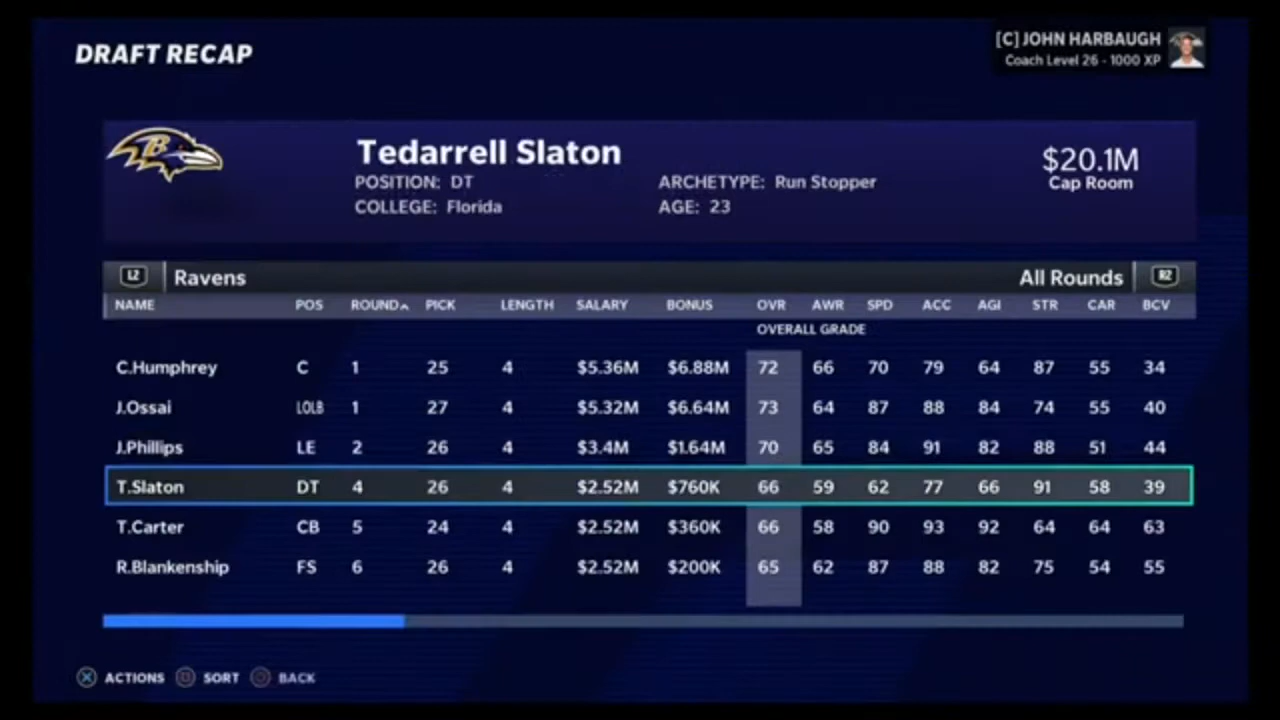 DRAFT RECAP
[C] JOHN HARBAUGH
Coach Level 26 - 1000 XP
B
Tedarrell Slaton
POSITION: DT
ARCHETYPE: Run Stopper
COLLEGE: Florida
AGE: 23
$20.1M
Cap Room
L2 Ravens All Rounds R2
NAME POS ROUND PICK LENGTH SALARY BONUS OVR AWR SPD ACC AGI STR CAR BCV
OVERALL GRADE
C.Humphrey C 1 25 4 $5.36M $6.88M 72 66 70 79 64 87 55 34
J.Ossai LOLB 1 27 4 $5.32M $6.64M 73 64 87 88 84 74 55 40
J.Phillips LE 2 26 4 $3.4M $1.64M 70 65 84 91 82 88 51 44
T.Slaton DT 4 26 4 $2.52M $760K 66 59 62 77 66 91 58 39
T.Carter CB 5 24 4 $2.52M $360K 66 58 90 93 92 64 64 63
R.Blankenship FS 6 26 4 $2.52M $200K 65 62 87 88 82 75 54 55
ACTIONS SORT BACK